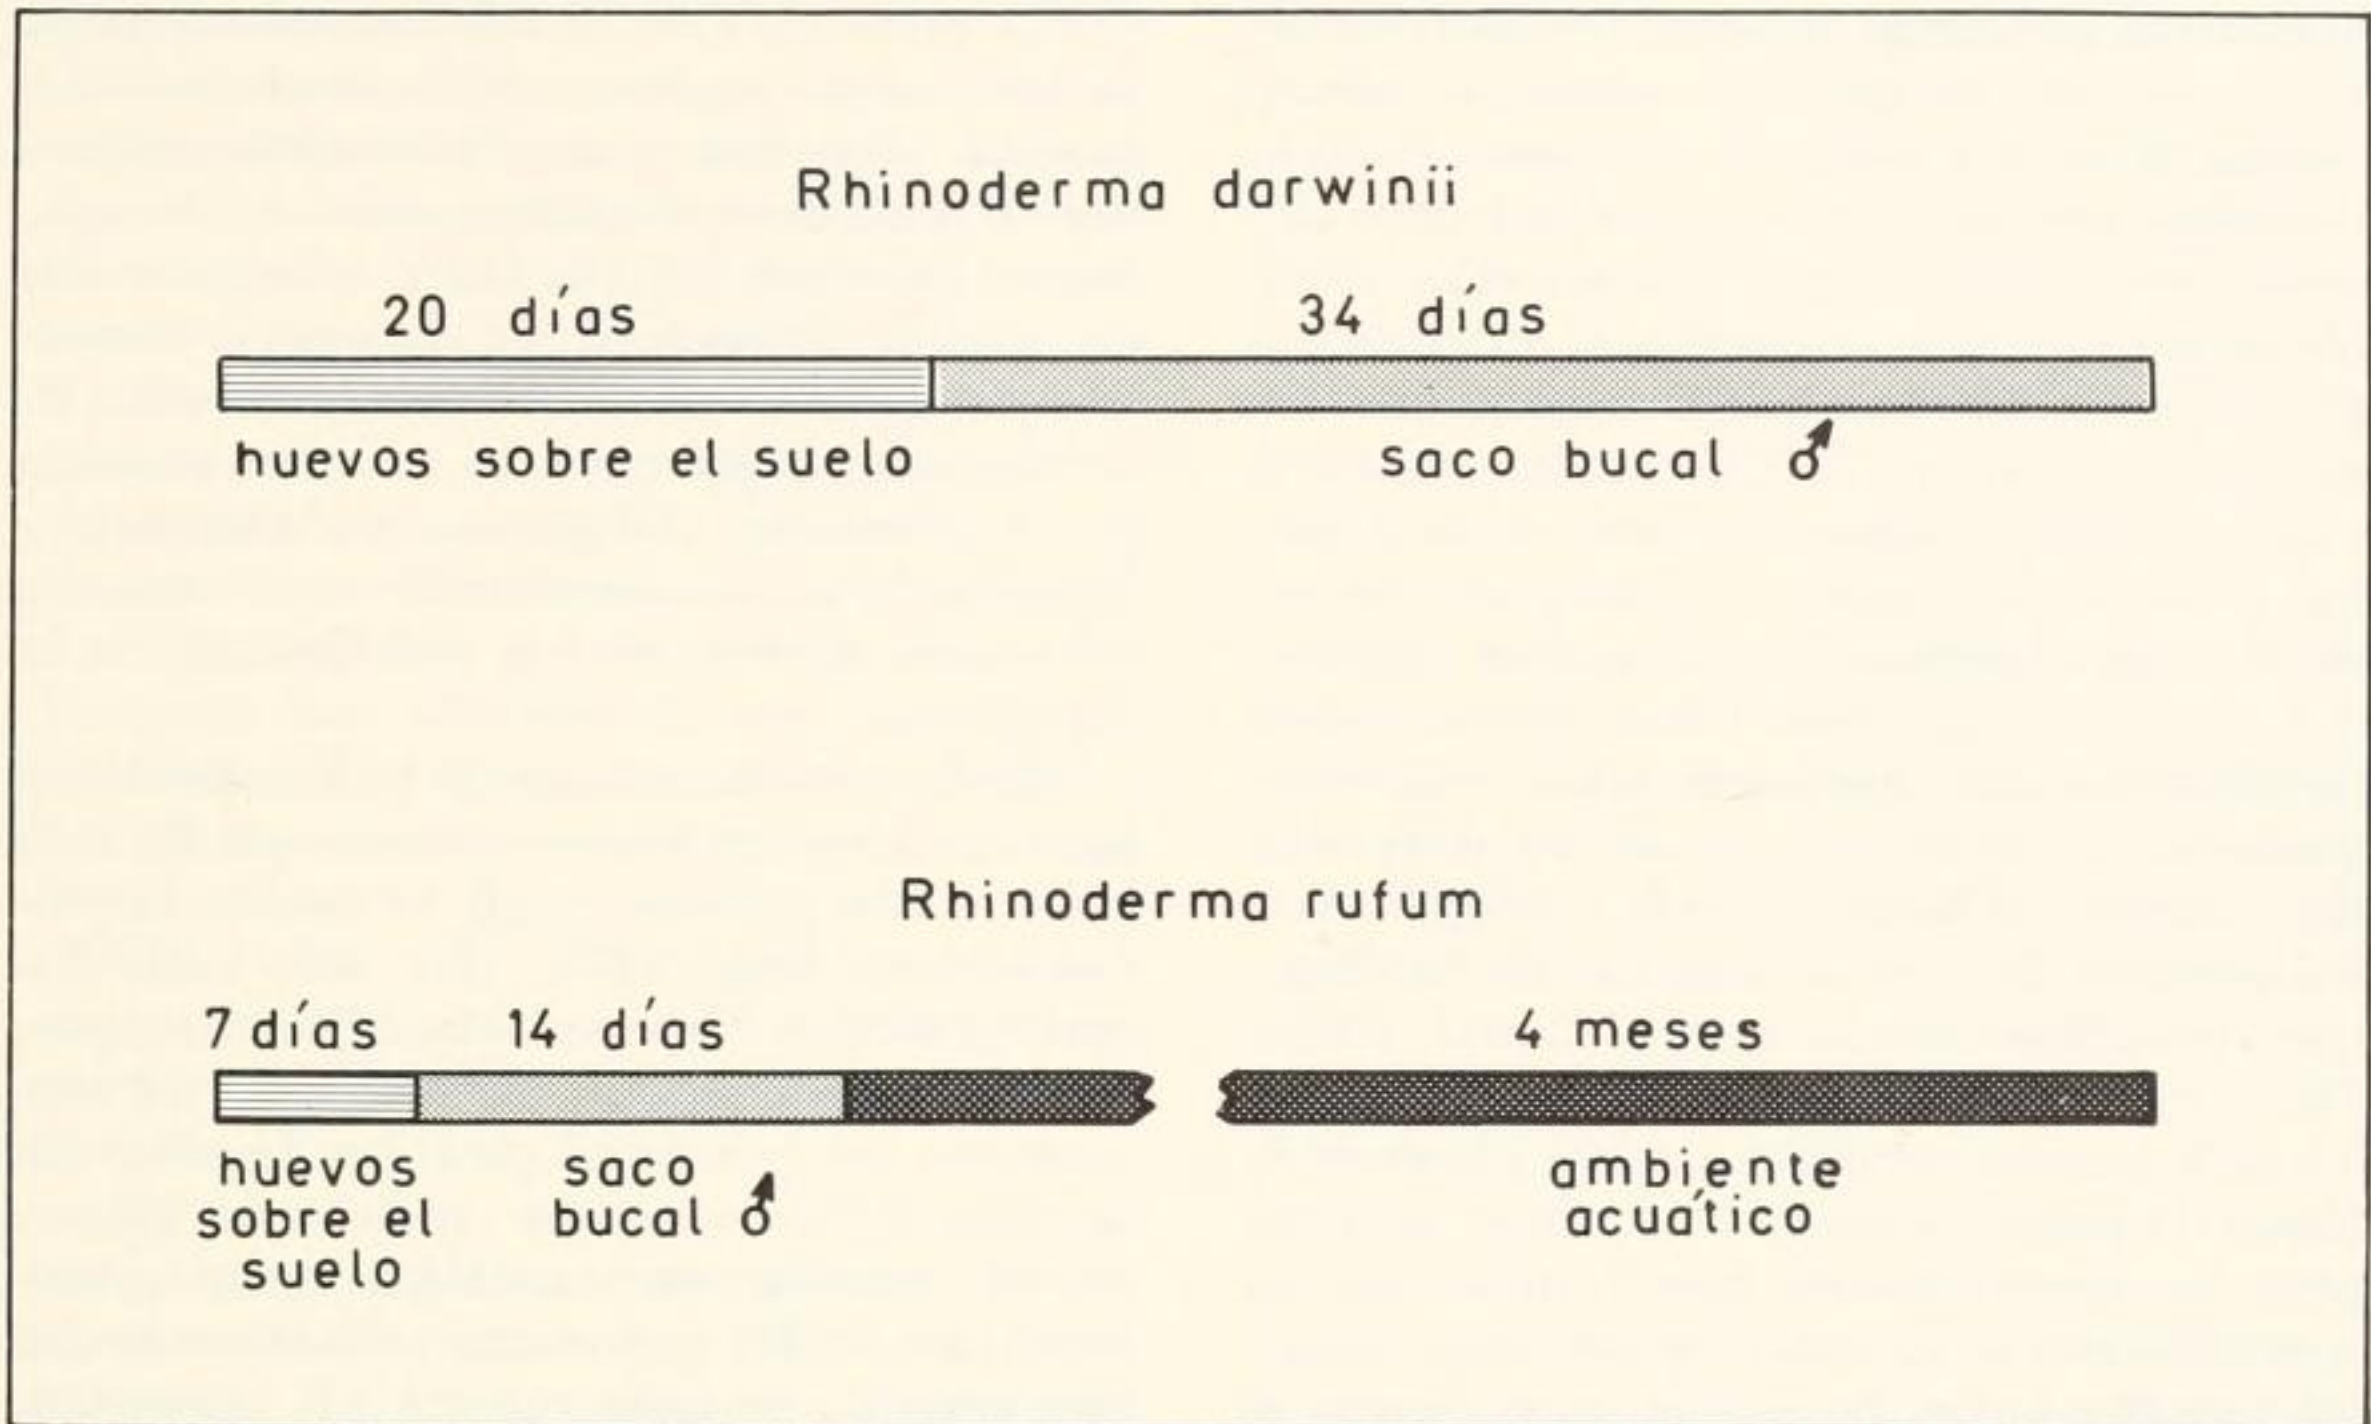 Rhinoderma darwinii
20 días
34 días
huevos sobre el suelo
saco bucal ♂
Rhinoderma rufum
7 días
14 días
4 meses
huevos
sobre el
suelo
saco
bucal ♂
ambiente
acuático